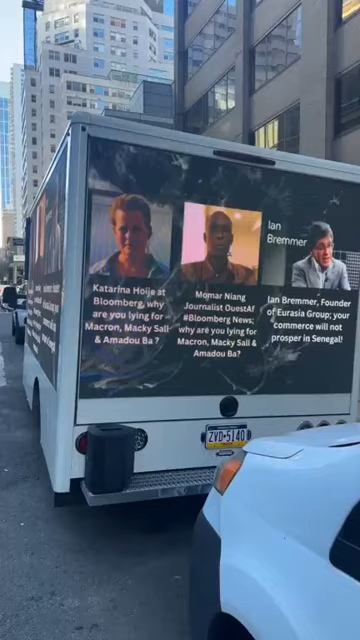 Katarina Hoije at
Bloomberg, why
are you lying for
Macron, Macky Sall
& Amadou Ba ?
Momar Niang
Journalist OuestAf
#Bloomberg News;
why are you lying for
Macron, Macky Sall &
Amadou Ba?
Ian
Bremmer
Ian Bremmer, Founder
of Eurasia Group; your
commerce will not
prosper in Senegal!
ZVD·5140